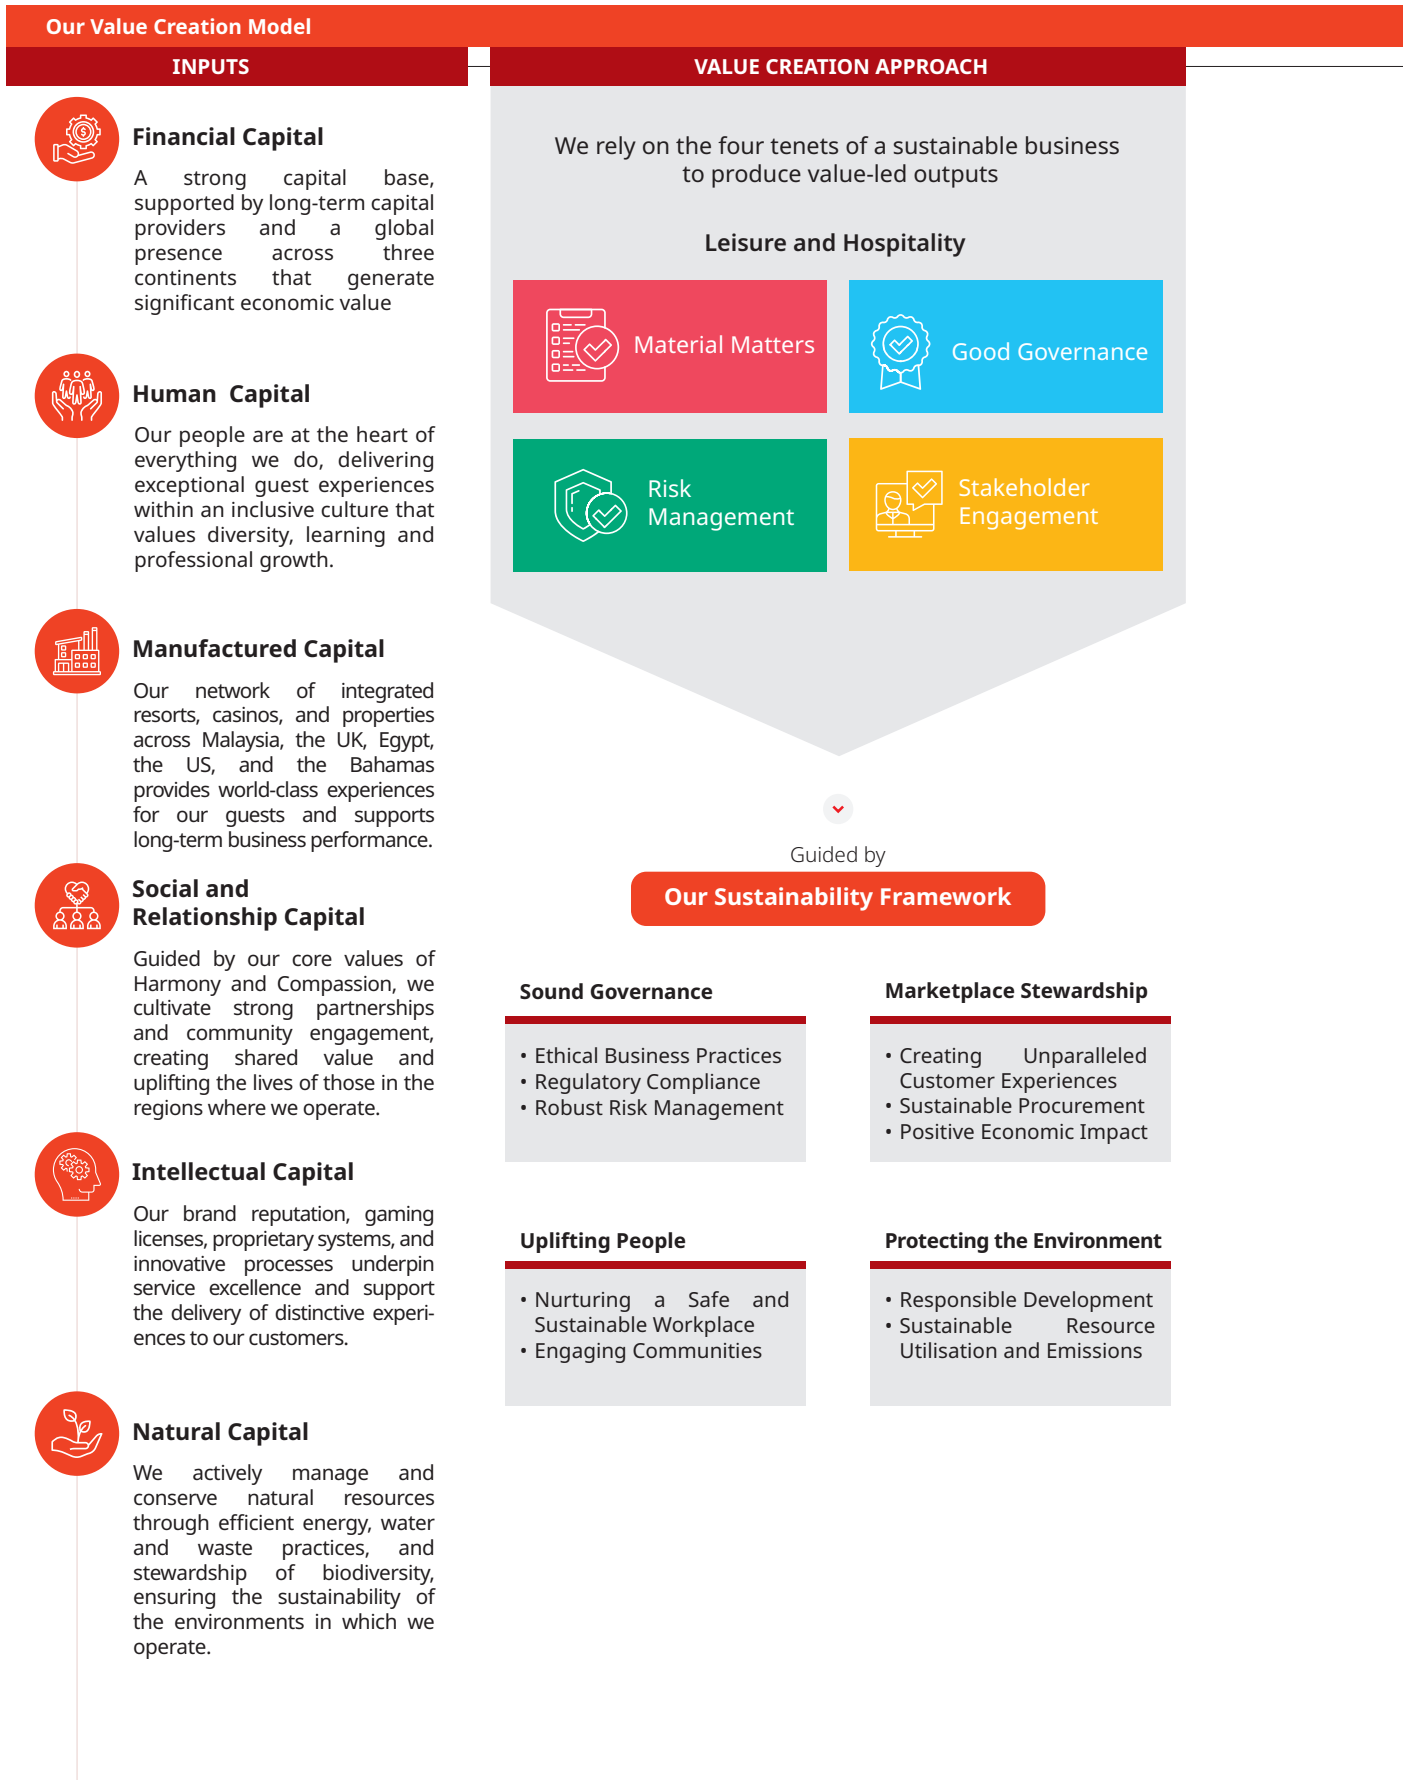 Our Value Creation Model
INPUTS
Financial Capital
A strong capital base,
supported by long-term capital
providers and a global
presence across three
continents that generate
significant economic value
Human Capital
Our people are at the heart of
everything we do, delivering
exceptional guest experiences
within an inclusive culture that
values diversity, learning and
professional growth.
Manufactured Capital
Our network of integrated
resorts, casinos, and properties
across Malaysia, the UK, Egypt,
the US, and the Bahamas
provides world-class experiences
for our guests and supports
long-term business performance.
Social and
Relationship Capital
Guided by our core values of
Harmony and Compassion, we
cultivate strong partnerships
and community engagement,
creating shared value and
uplifting the lives of those in the
regions where we operate.
Intellectual Capital
Our brand reputation, gaming
licenses, proprietary systems, and
innovative processes underpin
service excellence and support
the delivery of distinctive experi-
ences to our customers.
Natural Capital
We actively manage and
conserve natural resources
through efficient energy, water
and waste practices, and
stewardship of biodiversity,
ensuring the sustainability of
the environments in which we
operate.
VALUE CREATION APPROACH
We rely on the four tenets of a sustainable business
to produce value-led outputs
Leisure and Hospitality
Material Matters
Good Governance
Risk
Management
Stakeholder
Engagement
Guided by
Our Sustainability Framework
Sound Governance
• Ethical Business Practices
• Regulatory Compliance
• Robust Risk Management
Marketplace Stewardship
• Creating Unparalleled
Customer Experiences
• Sustainable Procurement
• Positive Economic Impact
Uplifting People
• Nurturing a Safe and
Sustainable Workplace
• Engaging Communities
Protecting the Environment
• Responsible Development
• Sustainable Resource
Utilisation and Emissions